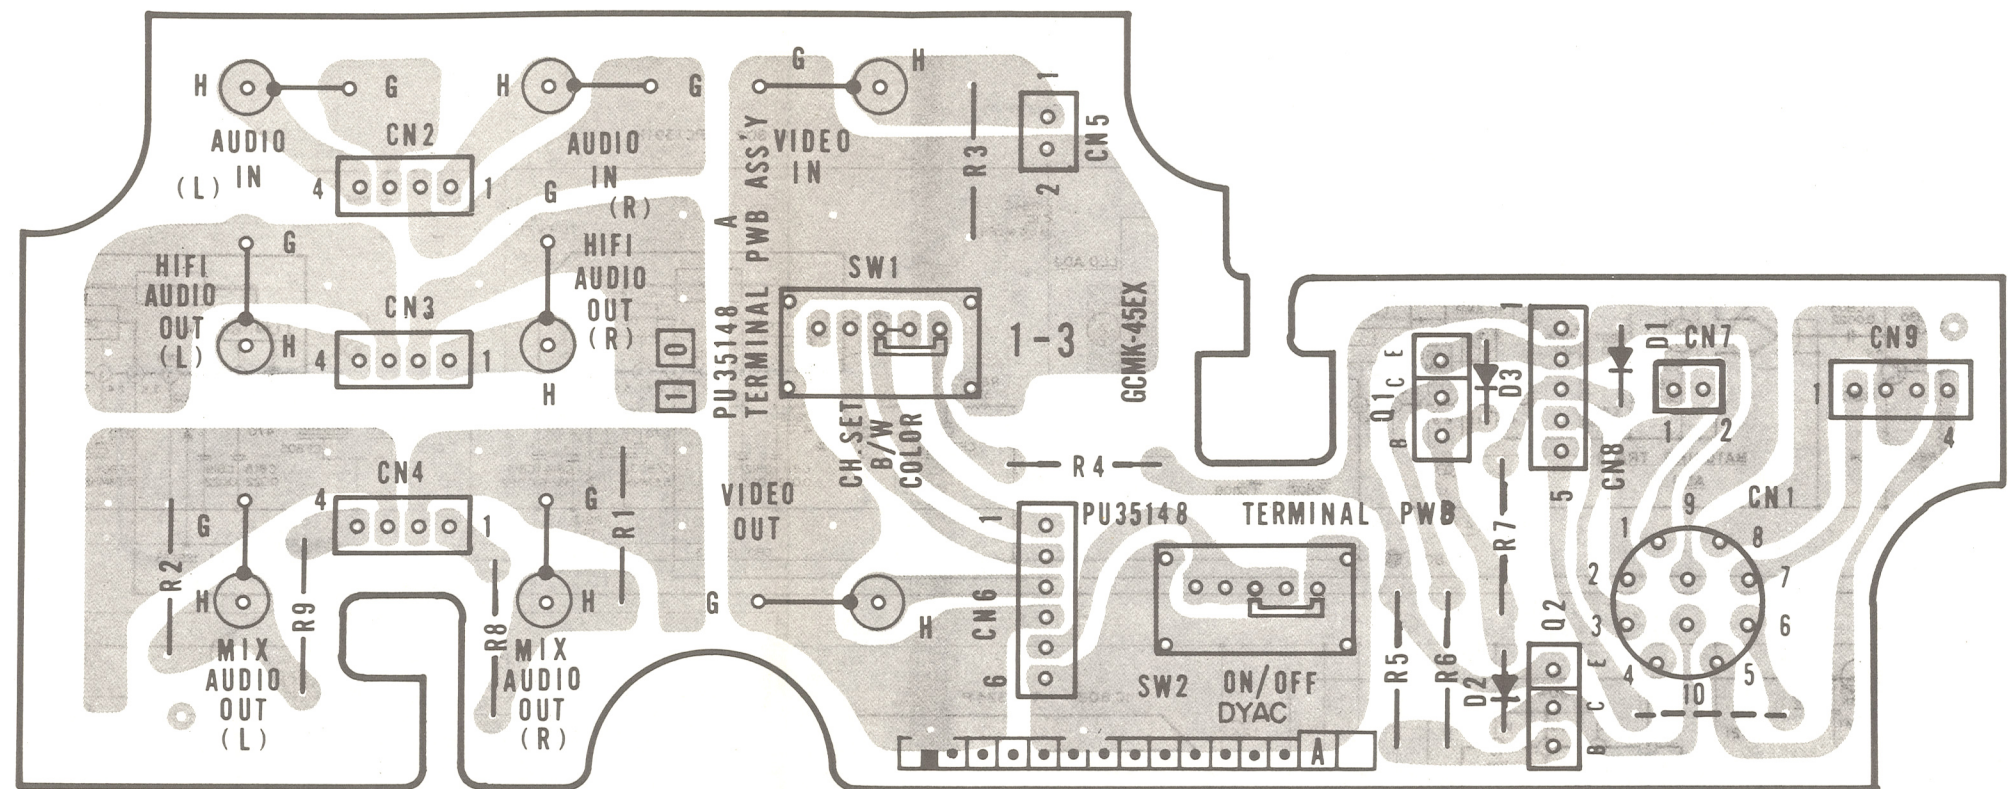 H
G
H
G
G
H
AUDIO
IN
(L)
CN2
4
1
AUDIO
IN
(R)
VIDEO
IN
R3
1
CN5
2
G
HIFI
AUDIO
OUT
(L)
H
CN3
4
1
G
HIFI
AUDIO
OUT
(R)
H
0
1
PU35148 A
TERMINAL PWB ASS'Y
SW1
1-3
GCMK-45EX
CH.SET
B/W
COLOR
R4
G
R2
H
MIX
AUDIO
OUT
(L)
CN4
4
1
R9
R8
G
H
MIX
AUDIO
OUT
(R)
R1
VIDEO
OUT
G
H
1
CN6
6
PU35148 TERMINAL PWB
SW2
ON/OFF
DYAC
A
Q1
E
C
B
D3
1
5
CN8
D1
CN7
1
2
CN9
1
4
R7
R5
R6
D2
Q2
E
C
B
CN1
9
1
8
2
7
3
6
4
5
10